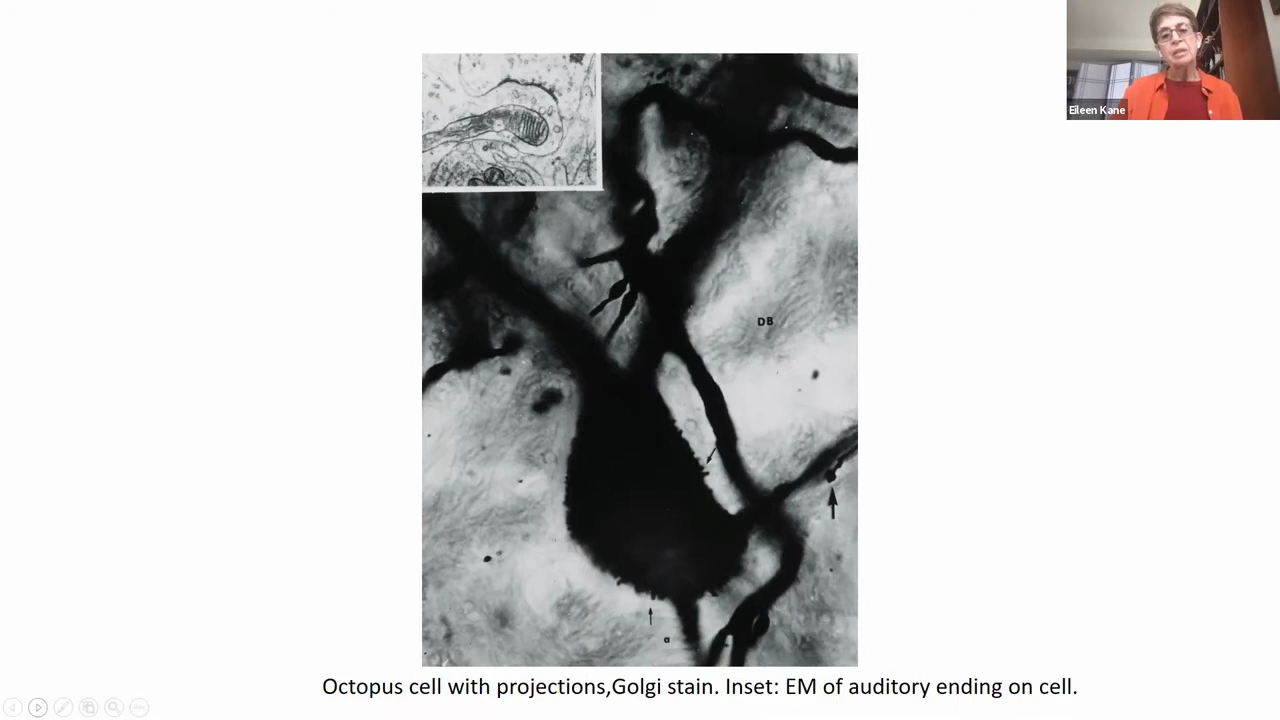 Eileen Kane
DB
a
Octopus cell with projections,Golgi stain. Inset: EM of auditory ending on cell.